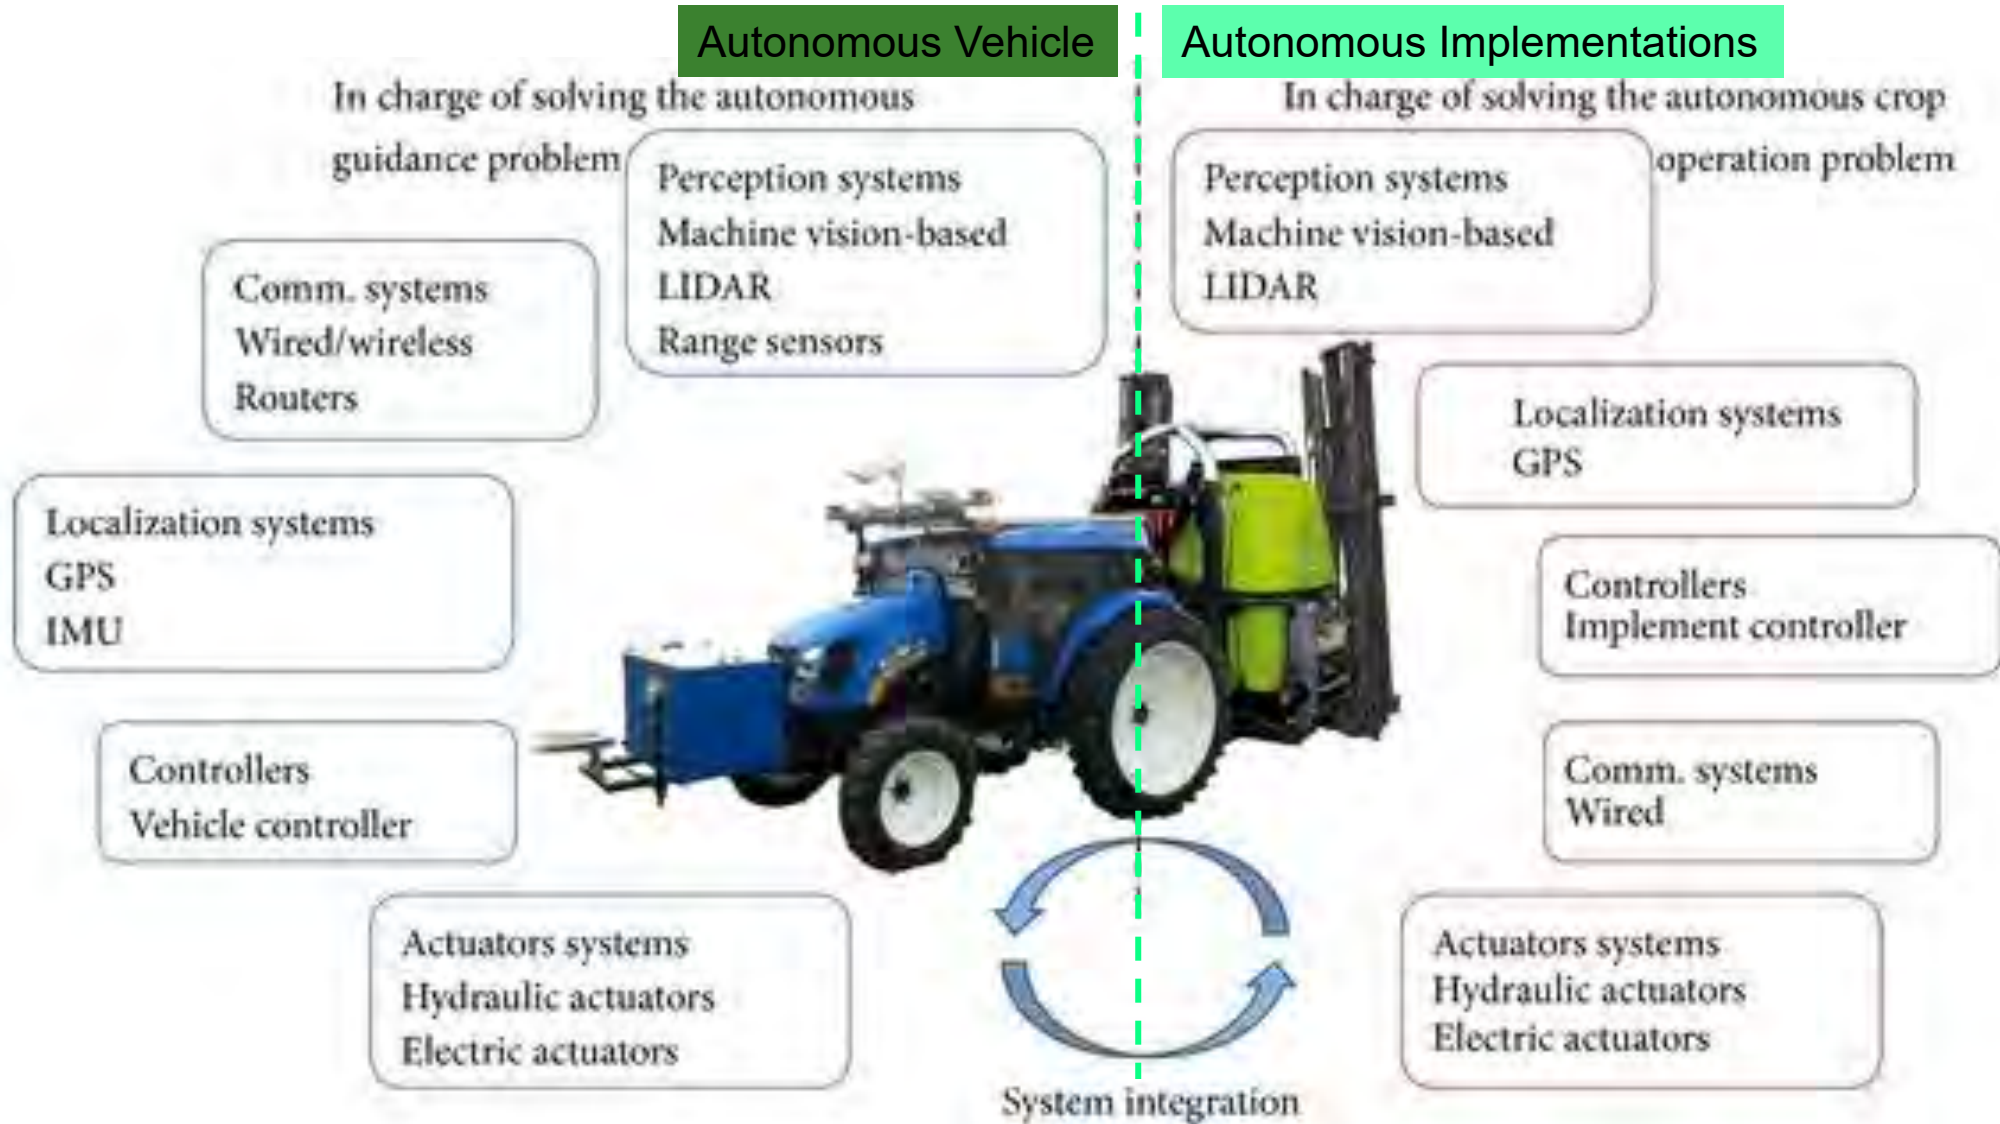 Autonomous Vehicle
In charge of solving the autonomous
guidance problem
Perception systems
Machine vision-based
LIDAR
Range sensors
Comm. systems
Wired/wireless
Routers
Localization systems
GPS
IMU
Controllers
Vehicle controller
Actuators systems
Hydraulic actuators
Electric actuators
Autonomous Implementations
In charge of solving the autonomous crop
operation problem
Perception systems
Machine vision-based
LIDAR
Localization systems
GPS
Controllers
Implement controller
Comm. systems
Wired
Actuators systems
Hydraulic actuators
Electric actuators
System integration